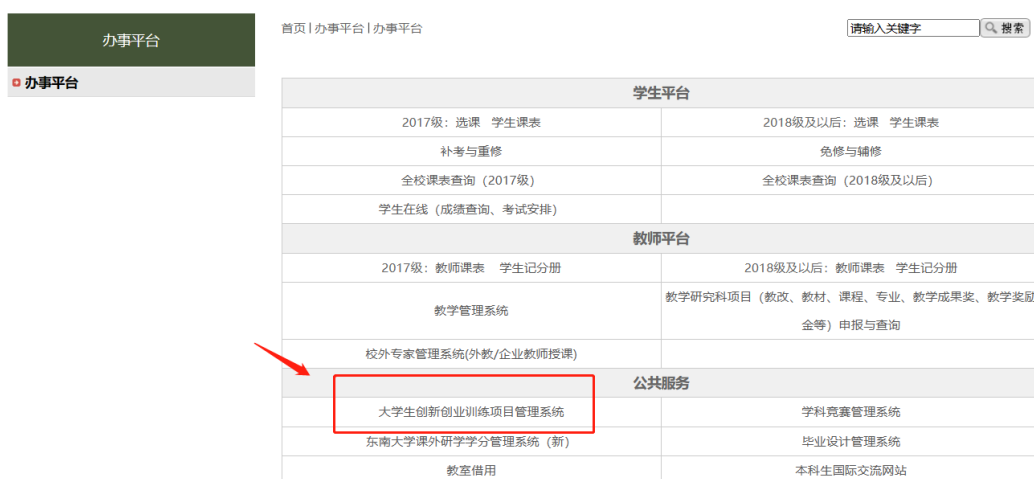 办事平台
办事平台
首页 | 办事平台 | 办事平台
请输入关键字 搜索
学生平台
2017级：选课 学生课表 2018级及以后：选课 学生课表
补考与重修 免修与辅修
全校课表查询（2017级） 全校课表查询（2018级及以后）
学生在线（成绩查询、考试安排）
教师平台
2017级：教师课表 学生记分册 2018级及以后：教师课表 学生记分册
教学管理系统 教学研究科项目（教改、教材、课程、专业、教学成果奖、教学奖励
金等）申报与查询
校外专家管理系统(外教/企业教师授课)
公共服务
大学生创新创业训练项目管理系统 学科竞赛管理系统
东南大学课外研学学分管理系统（新） 毕业设计管理系统
教室借用 本科生国际交流网站